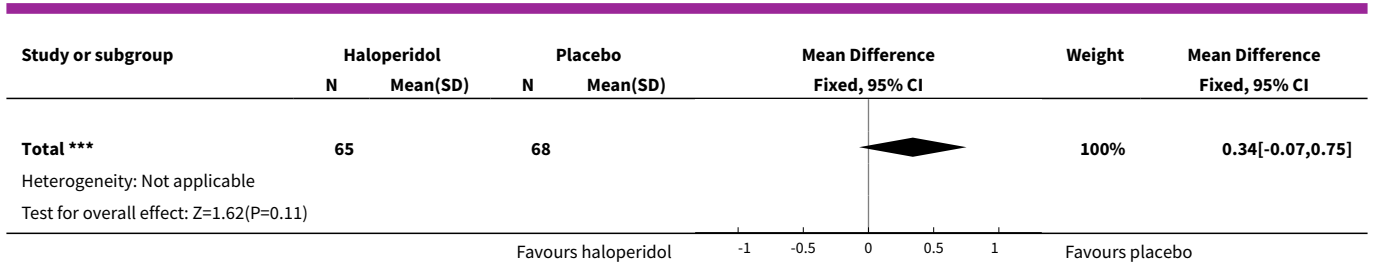 Study or subgroup Haloperidol Placebo Mean Difference Weight Mean Difference
N Mean(SD) N Mean(SD) Fixed, 95% CI Fixed, 95% CI
Total *** 65 68 100% 0.34[-0.07,0.75]
Heterogeneity: Not applicable
Test for overall effect: Z=1.62(P=0.11)
Favours haloperidol -1 -0.5 0 0.5 1 Favours placebo